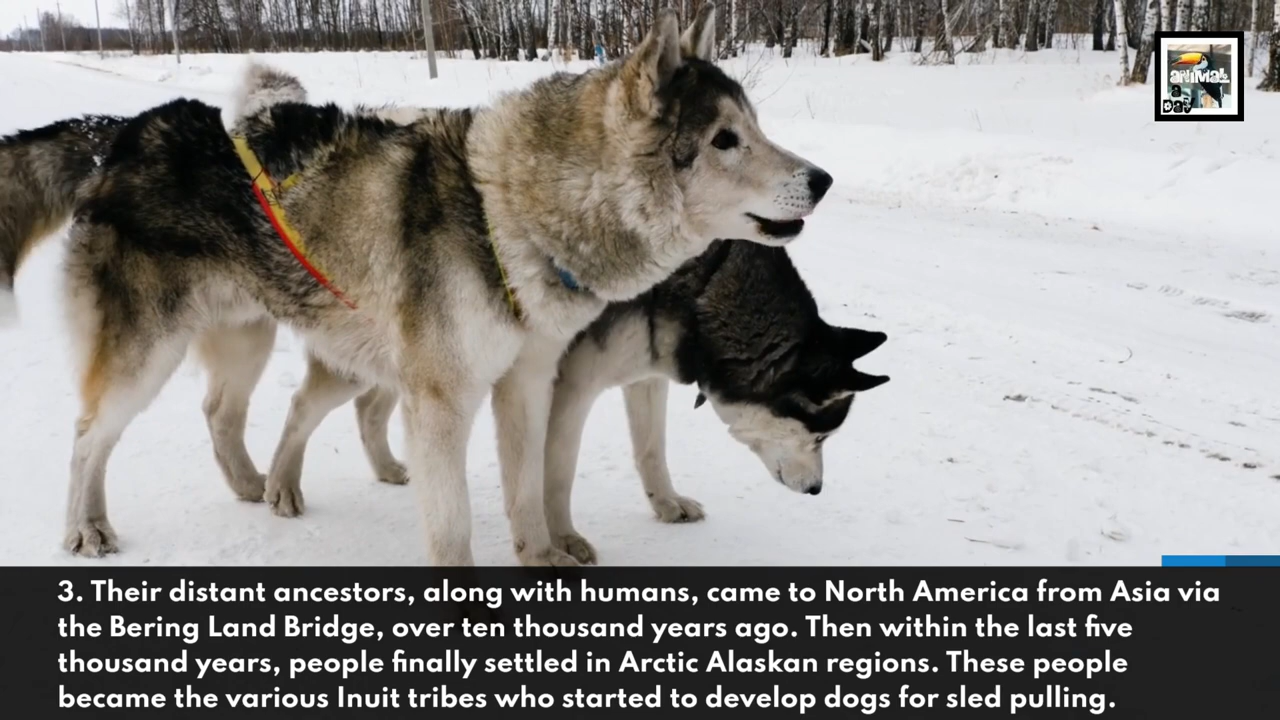 ANIMAL
a
DAY
3. Their distant ancestors, along with humans, came to North America from Asia via
the Bering Land Bridge, over ten thousand years ago. Then within the last five
thousand years, people finally settled in Arctic Alaskan regions. These people
became the various Inuit tribes who started to develop dogs for sled pulling.